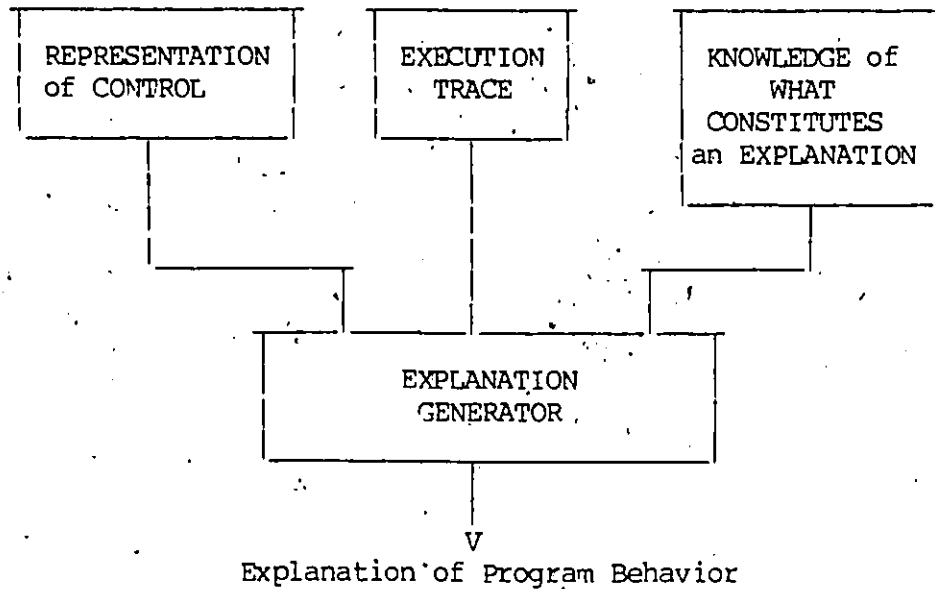 REPRESENTATION
of CONTROL
EXECUTION
TRACE
KNOWLEDGE of
WHAT
CONSTITUTES
an EXPLANATION
EXPLANATION
GENERATOR
V
Explanation of Program Behavior